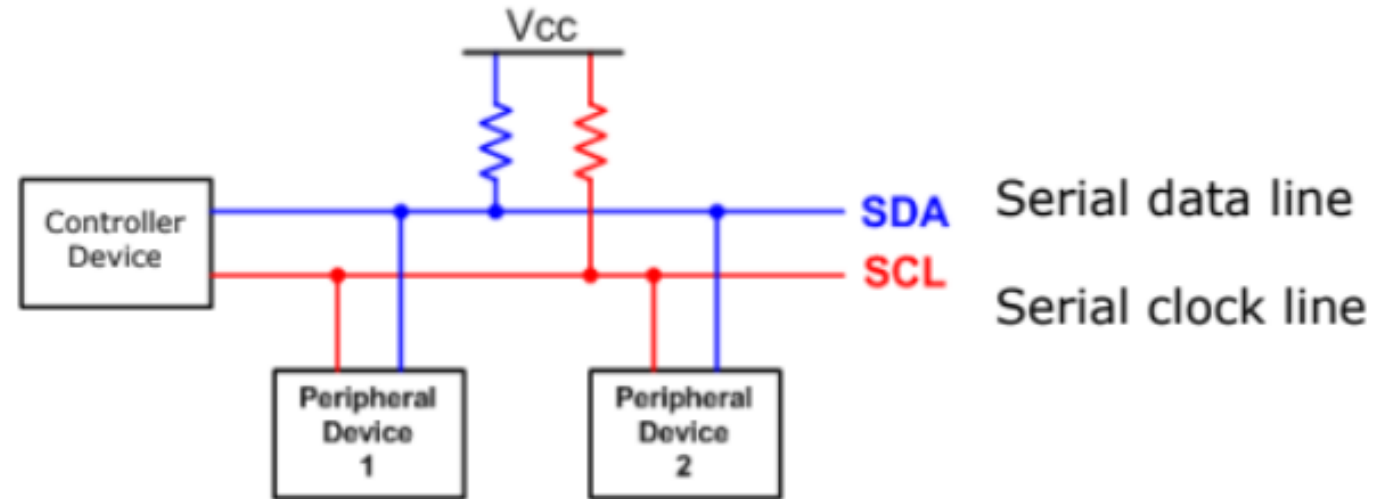 Vcc
Controller
Device
SDA
Serial data line
SCL
Serial clock line
Peripheral
Device
1
Peripheral
Device
2